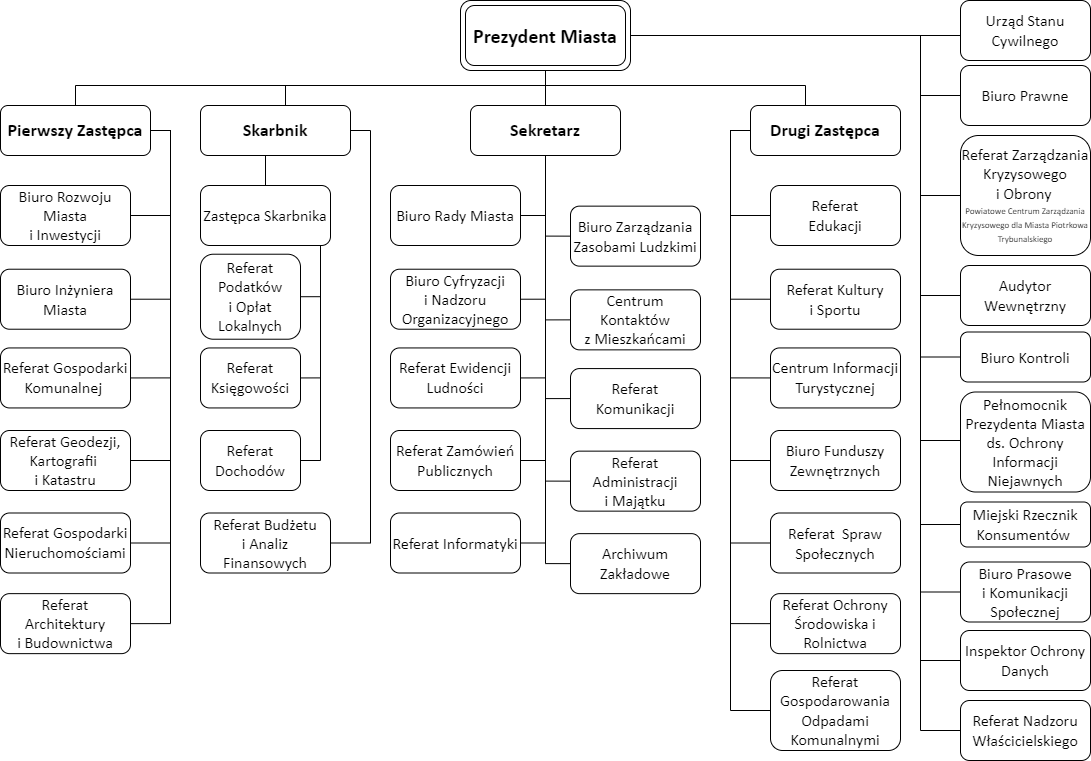 Prezydent Miasta
Pierwszy Zastępca
Biuro Rozwoju
Miasta
i Inwestycji
Biuro Inżyniera
Miasta
Referat Gospodarki
Komunalnej
Referat Geodezji,
Kartografii
i Katastru
Referat Gospodarki
Nieruchomościami
Referat
Architektury
i Budownictwa
Skarbnik
Zastępca Skarbnika
Referat
Podatków
i Opłat
Lokalnych
Referat
Księgowości
Referat
Dochodów
Referat Budżetu
i Analiz
Finansowych
Sekretarz
Biuro Rady Miasta
Biuro Cyfryzacji
i Nadzoru
Organizacyjnego
Referat Ewidencji
Ludności
Referat Zamówień
Publicznych
Referat Informatyki
Biuro Zarządzania
Zasobami Ludzkimi
Centrum
Kontaktów
z Mieszkańcami
Referat
Komunikacji
Referat
Administracji
i Majątku
Archiwum
Zakładowe
Drugi Zastępca
Referat
Edukacji
Referat Kultury
i Sportu
Centrum Informacji
Turystycznej
Biuro Funduszy
Zewnętrznych
Referat Spraw
Społecznych
Referat Ochrony
Środowiska i
Rolnictwa
Referat
Gospodarowania
Odpadami
Komunalnymi
Urząd Stanu
Cywilnego
Biuro Prawne
Referat Zarządzania
Kryzysowego
i Obrony
Powiatowe Centrum Zarządzania
Kryzysowego dla Miasta Piotrkowa
Trybunalskiego
Audytor
Wewnętrzny
Biuro Kontroli
Pełnomocnik
Prezydenta Miasta
ds. Ochrony
Informacji
Niejawnych
Miejski Rzecznik
Konsumentów
Biuro Prasowe
i Komunikacji
Społecznej
Inspektor Ochrony
Danych
Referat Nadzoru
Właścicielskiego